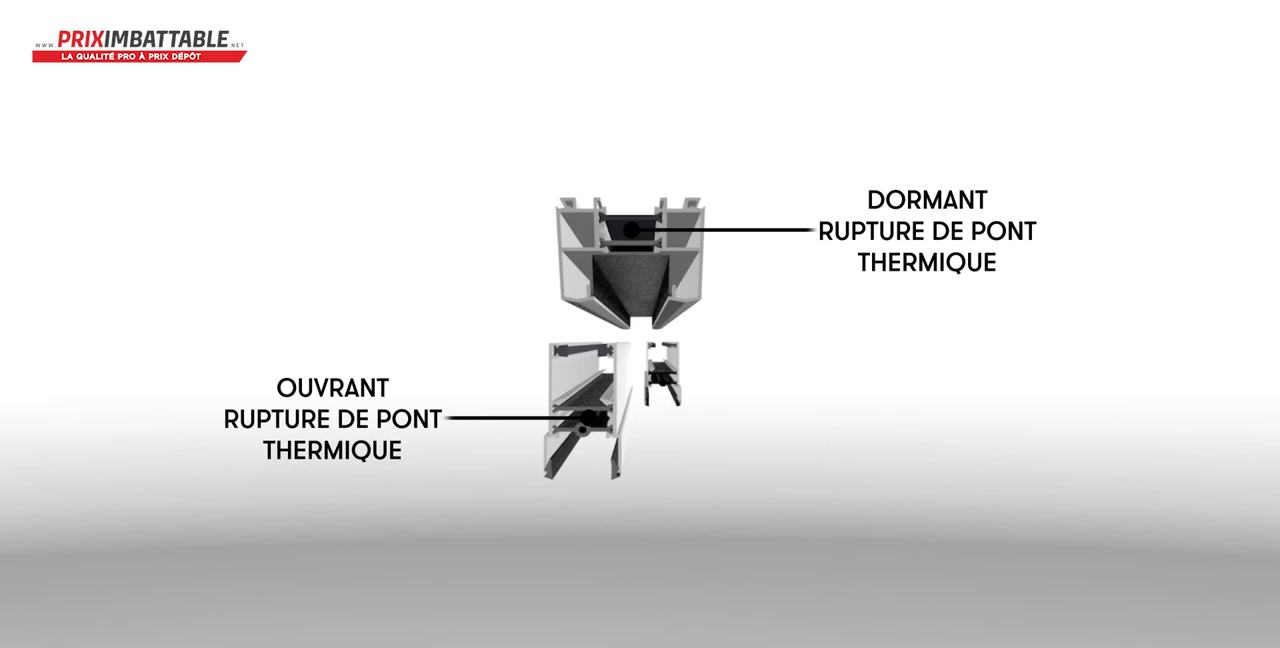 WWW.PRIXIMBATTABLE.NET
LA QUALITÉ PRO À PRIX DÉPÔT
DORMANT
RUPTURE DE PONT
THERMIQUE
OUVRANT
RUPTURE DE PONT
THERMIQUE